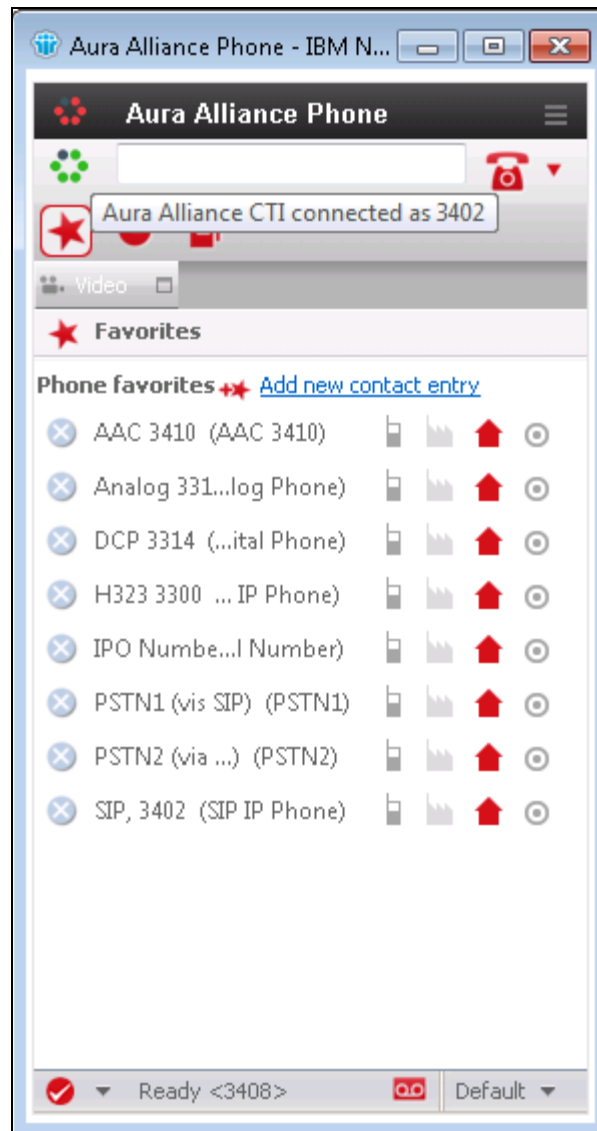 Aura Alliance Phone - IBM N...
Aura Alliance Phone
Aura Alliance CTI connected as 3402
Video
Favorites
Phone favorites Add new contact entry
AAC 3410 (AAC 3410)
Analog 331...log Phone)
DCP 3314 (...ital Phone)
H323 3300 ... IP Phone)
IPO Numbe...l Number)
PSTN1 (vis SIP) (PSTN1)
PSTN2 (via ...) (PSTN2)
SIP, 3402 (SIP IP Phone)
Ready <3408> Default